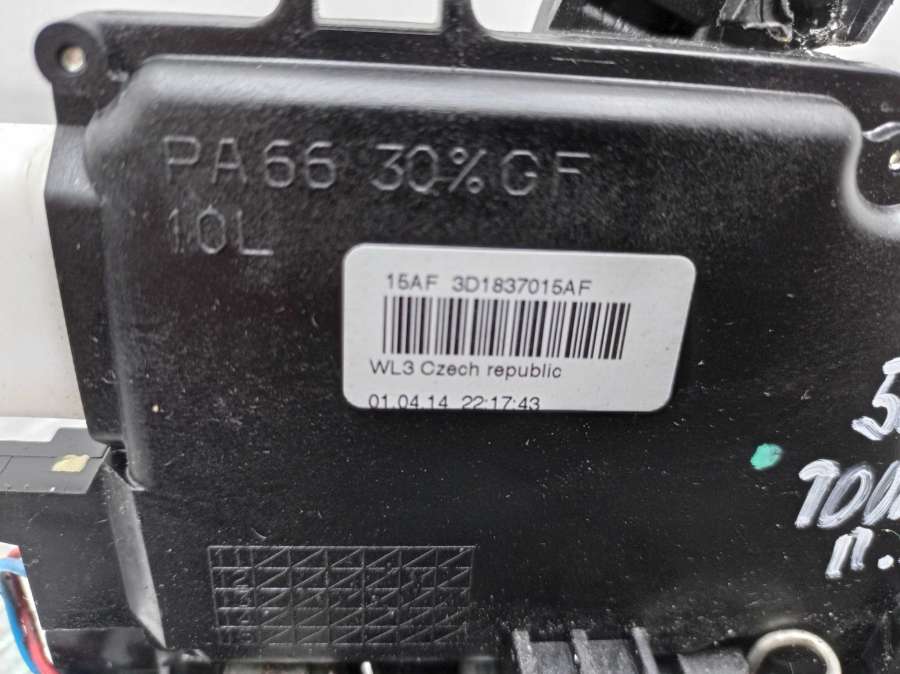 PA66 30%GF
10L
15AF 3D1837015AF
WL3 Czech republic
01.04.14 22:17:43
п.